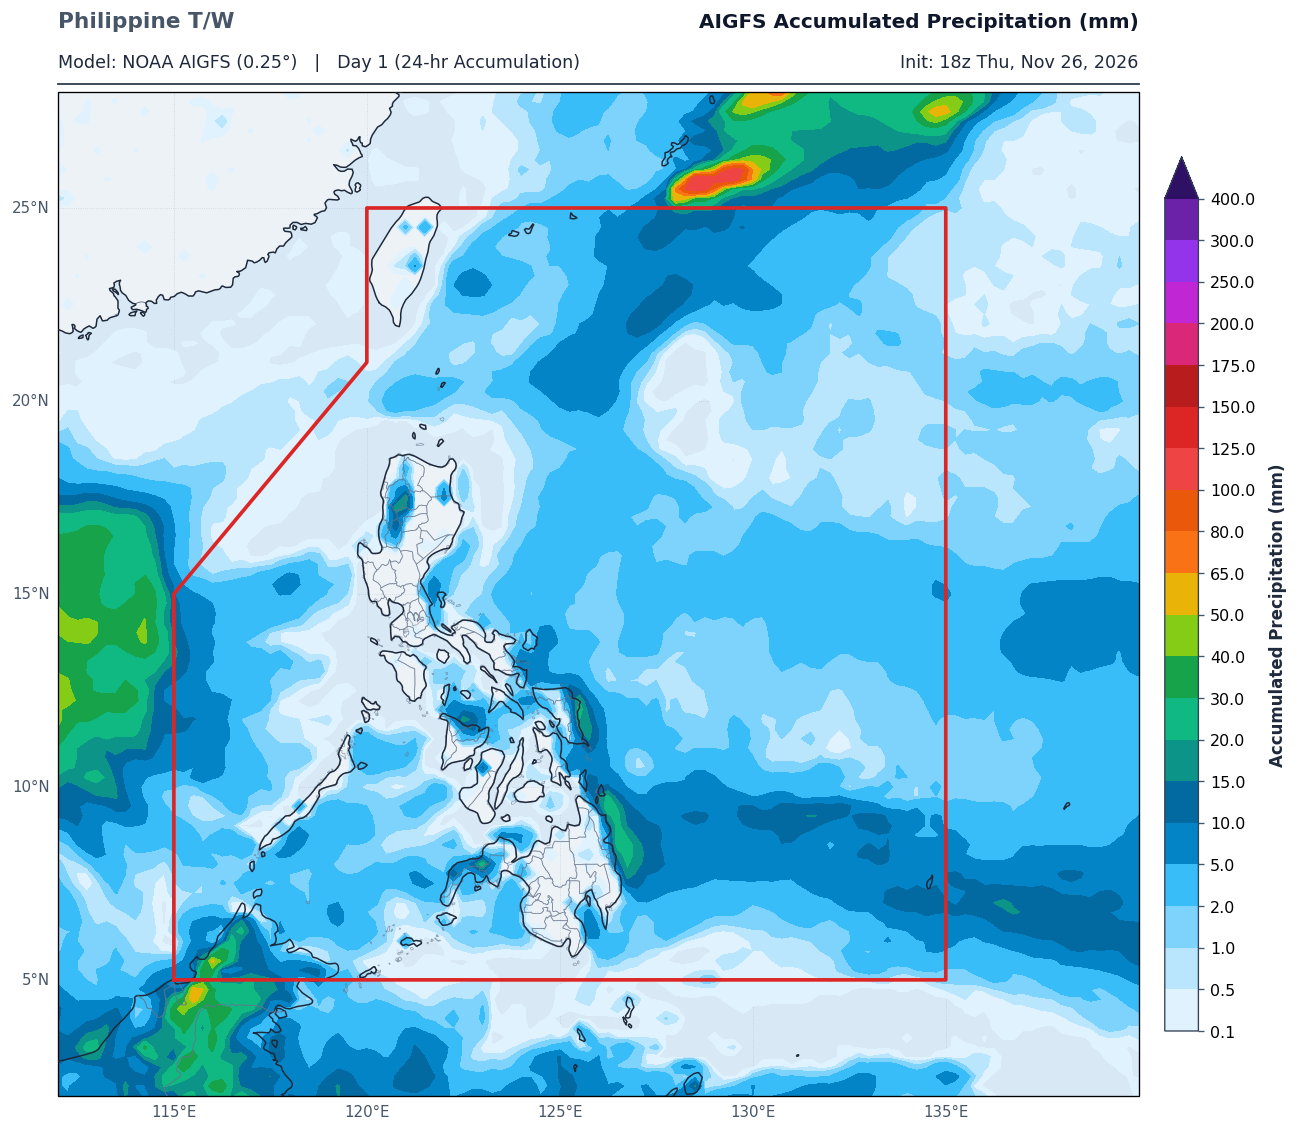 Philippine T/W
AIGFS Accumulated Precipitation (mm)
Model: NOAA AIGFS (0.25°) | Day 1 (24-hr Accumulation)
Init: 18z Thu, Nov 26, 2026
25°N
20°N
15°N
10°N
5°N
115°E
120°E
125°E
130°E
135°E
400.0
300.0
250.0
200.0
175.0
150.0
125.0
100.0
80.0
65.0
50.0
40.0
30.0
20.0
15.0
10.0
5.0
2.0
1.0
0.5
0.1
Accumulated Precipitation (mm)